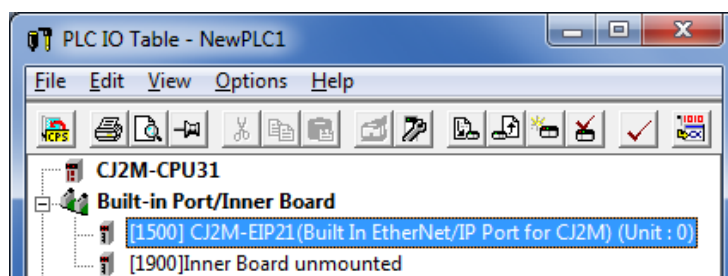 PLC IO Table - NewPLC1
File Edit View Options Help
CJ2M-CPU31
Built-in Port/Inner Board
[1500] CJ2M-EIP21(Built In EtherNet/IP Port for CJ2M) (Unit : 0)
[1900]Inner Board unmounted